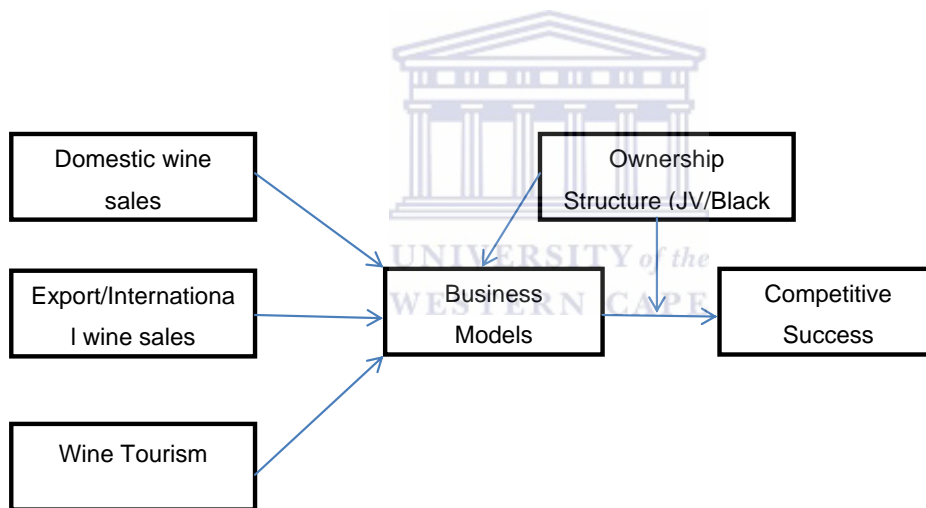 Domestic wine
sales
Ownership
Structure (JV/Black
UNIVERSITY of the
WESTERN CAPE
Export/Internationa
l wine sales
Business
Models
Competitive
Success
Wine Tourism